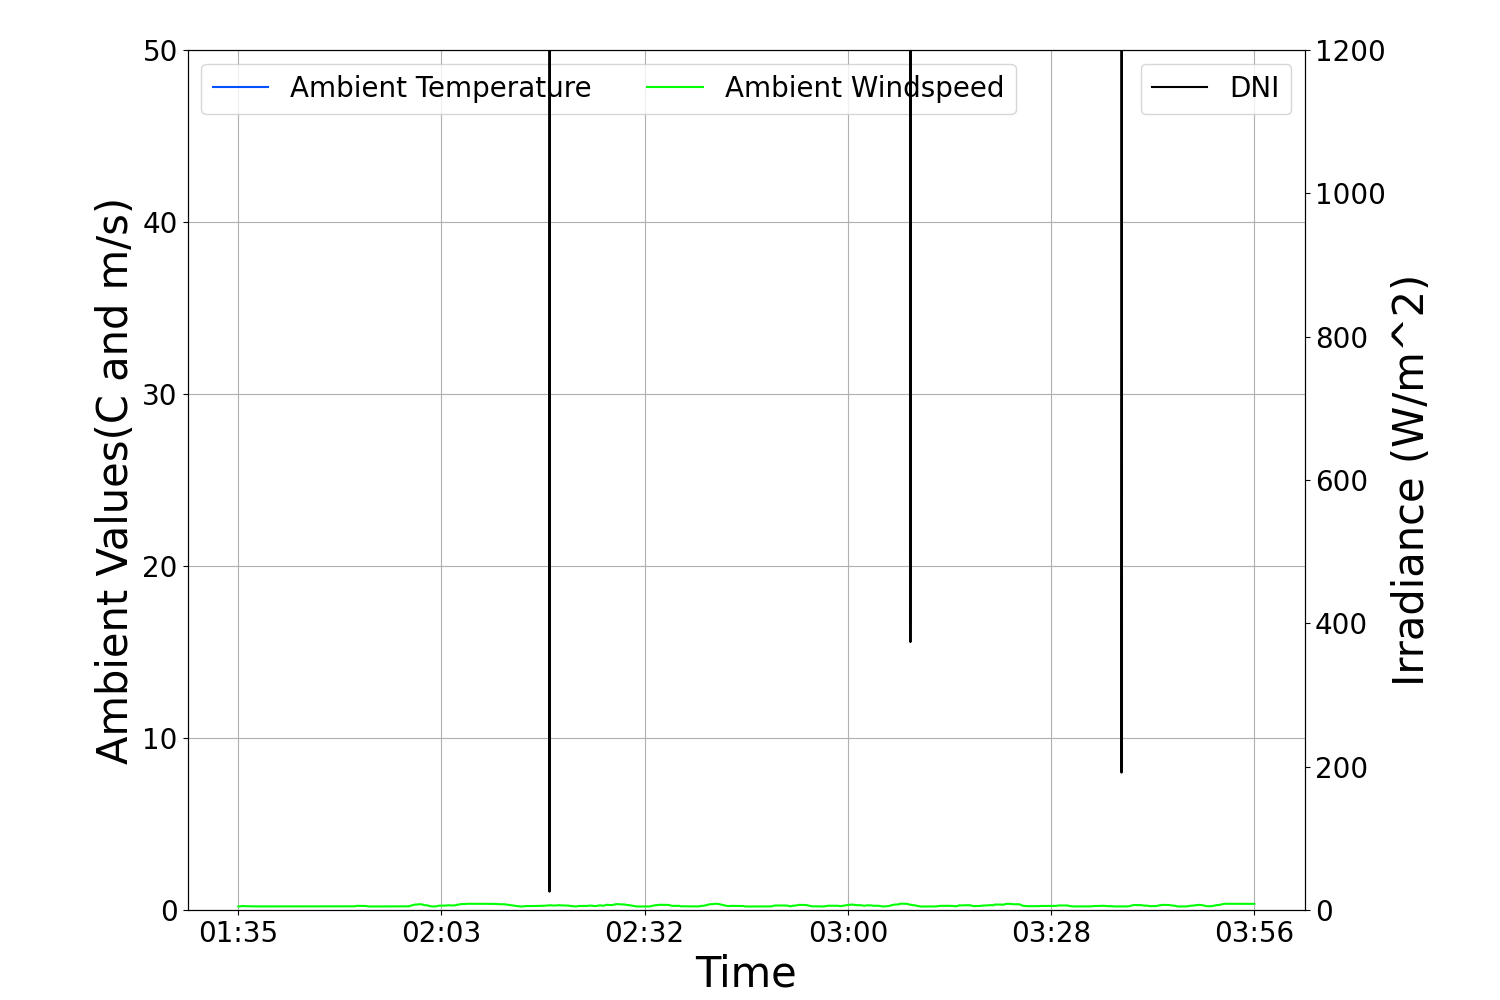 50
40
30
20
10
0
Ambient Values(C and m/s)
Ambient Temperature
Ambient Windspeed
DNI
1200
1000
800
600
400
200
0
Irradiance (W/m^2)
01:35 02:03 02:32 03:00 03:28 03:56
Time